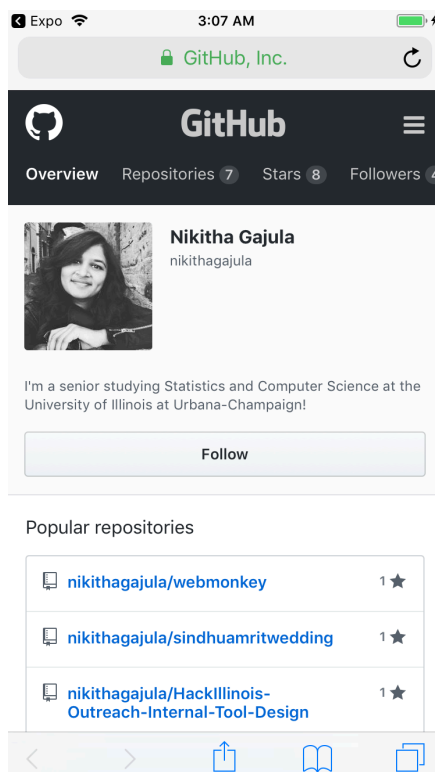 Expo 3:07 AM
GitHub, Inc.
GitHub
Overview Repositories 7 Stars 8 Followers
Nikitha Gajula
nikithagajula
I'm a senior studying Statistics and Computer Science at the
University of Illinois at Urbana-Champaign!
Follow
Popular repositories
nikithagajula/webmonkey 1
nikithagajula/sindhuamritwedding 1
nikithagajula/HackIllinois- 1
Outreach-Internal-Tool-Design